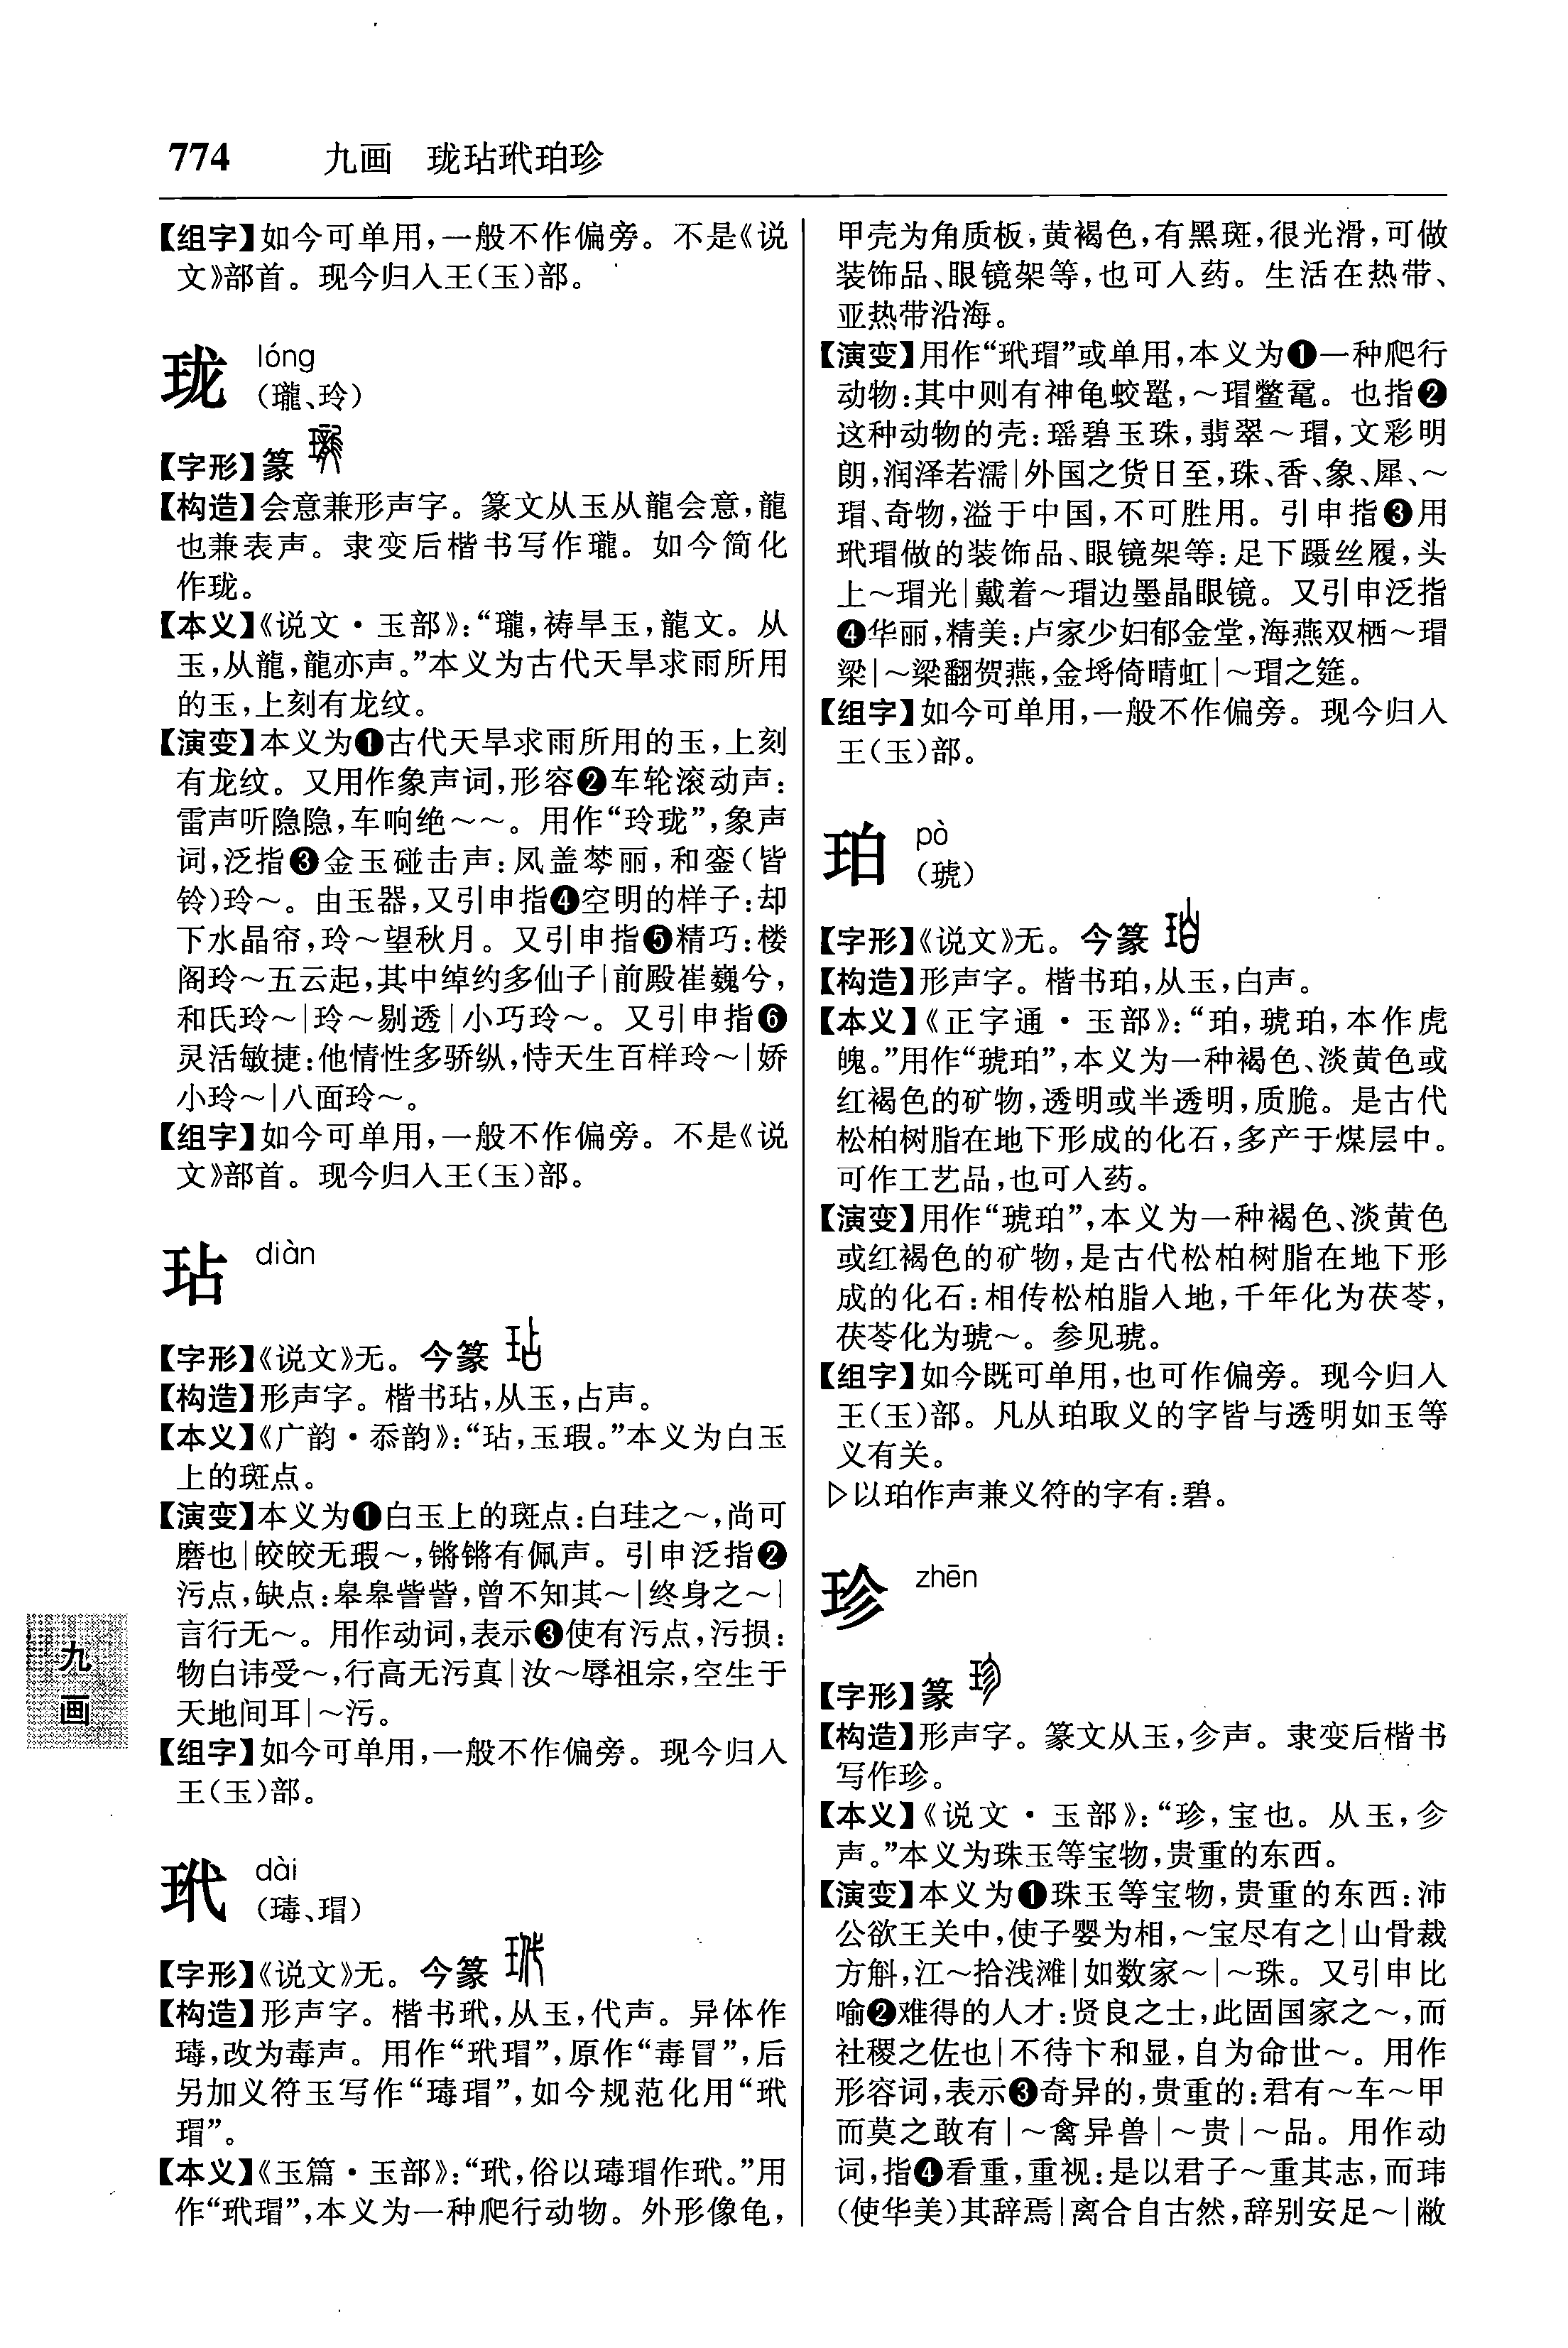 774 九画 珑玷玳珀珍
【组字】如今可单用,一般不作偏旁。不是《说
文》部首。现今归入王(玉)部。
珑 lóng
(瓏、玲)
【字形】篆
【构造】会意兼形声字。篆文从玉从龍会意,龍
也兼表声。隶变后楷书写作瓏。如今简化
作珑。
【本义】《说文·玉部》:“瓏,祷旱玉,龍文。从
玉,从龍,龍亦声。”本义为古代天旱求雨所用
的玉,上刻有龙纹。
【演变】本义为❶古代天旱求雨所用的玉,上刻
有龙纹。又用作象声词,形容❷车轮滚动声:
雷声听隐隐,车响绝～～。用作“玲珑”,象声
词,泛指❸金玉碰击声:凤盖棽丽,和銮(皆
铃)玲～。由玉器,又引申指❹空明的样子:却
下水晶帘,玲～望秋月。又引申指❺精巧:楼
阁玲～五云起,其中绰约多仙子|前殿崔巍兮,
和氏玲～|玲～剔透|小巧玲～。又引申指❻
灵活敏捷:他情性多骄纵,恃天生百样玲～|娇
小玲～|八面玲～。
【组字】如今可单用,一般不作偏旁。不是《说
文》部首。现今归入王(玉)部。
玷 diàn
【字形】《说文》无。今篆
【构造】形声字。楷书玷,从玉,占声。
【本义】《广韵·忝韵》:“玷,玉瑕。”本义为白玉
上的斑点。
【演变】本义为❶白玉上的斑点:白珪之～,尚可
磨也|皎皎无瑕～,锵锵有佩声。引申泛指❷
污点,缺点:皋皋訿訿,曾不知其～|终身之～|
言行无～。用作动词,表示❸使有污点,污损:
物白讳受～,行高无污真|汝～辱祖宗,空生于
天地间耳|～污。
【组字】如今可单用,一般不作偏旁。现今归入
王(玉)部。
玳 dài
(瑇、瑁)
【字形】《说文》无。今篆
【构造】形声字。楷书玳,从玉,代声。异体作
瑇,改为毒声。用作“玳瑁”,原作“毒冒”,后
另加义符玉写作“瑇瑁”,如今规范化用“玳
瑁”。
【本义】《玉篇·玉部》:“玳,俗以瑇瑁作玳。”用
作“玳瑁”,本义为一种爬行动物。外形像龟,
甲壳为角质板,黄褐色,有黑斑,很光滑,可做
装饰品、眼镜架等,也可入药。生活在热带、
亚热带沿海。
【演变】用作“玳瑁”或单用,本义为❶一种爬行
动物:其中则有神龟蛟鼍,～瑁鳖鼋。也指❷
这种动物的壳:瑶碧玉珠,翡翠～瑁,文彩明
朗,润泽若濡|外国之货日至,珠、香、象、犀、～
瑁、奇物,溢于中国,不可胜用。引申指❸用
玳瑁做的装饰品、眼镜架等:足下蹑丝履,头
上～瑁光|戴着～瑁边墨晶眼镜。又引申泛指
❹华丽,精美:卢家少妇郁金堂,海燕双栖～瑁
梁|～梁翻贺燕,金埒倚晴虹|～瑁之筵。
【组字】如今可单用,一般不作偏旁。现今归入
王(玉)部。
珀 pò
(琥)
【字形】《说文》无。今篆
【构造】形声字。楷书珀,从玉,白声。
【本义】《正字通·玉部》:“珀,琥珀,本作虎
魄。”用作“琥珀”,本义为一种褐色、淡黄色或
红褐色的矿物,透明或半透明,质脆。是古代
松柏树脂在地下形成的化石,多产于煤层中。
可作工艺品,也可入药。
【演变】用作“琥珀”,本义为一种褐色、淡黄色
或红褐色的矿物,是古代松柏树脂在地下形
成的化石:相传松柏脂入地,千年化为茯苓,
茯苓化为琥～。参见琥。
【组字】如今既可单用,也可作偏旁。现今归入
王(玉)部。凡从珀取义的字皆与透明如玉等
义有关。
▷以珀作声兼义符的字有:碧。
珍 zhēn
【字形】篆
【构造】形声字。篆文从玉,㐱声。隶变后楷书
写作珍。
【本义】《说文·玉部》:“珍,宝也。从玉,㐱
声。”本义为珠玉等宝物,贵重的东西。
【演变】本义为❶珠玉等宝物,贵重的东西:沛
公欲王关中,使子婴为相,～宝尽有之|山骨裁
方斛,江～拾浅滩|如数家～|～珠。又引申比
喻❷难得的人才:贤良之士,此固国家之～,而
社稷之佐也|不待卞和显,自为命世～。用作
形容词,表示❸奇异的,贵重的:君有～车～甲
而莫之敢有|～禽异兽|～贵|～品。用作动
词,指❹看重,重视:是以君子～重其志,而玮
(使华美)其辞焉|离合自古然,辞别安足～|敝
九
画